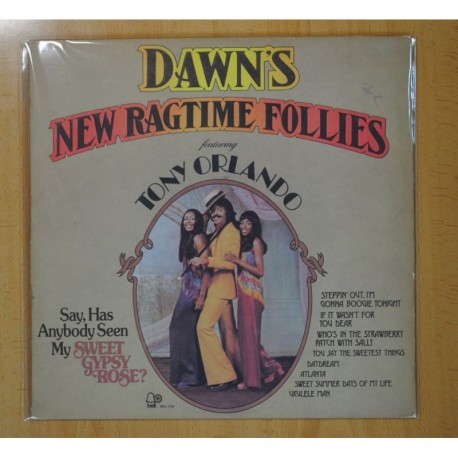 DAWN'S
NEW RAGTIME FOLLIES
featuring
TONY ORLANDO
Say, Has
Anybody Seen
My SWEET
GYPSY
ROSE?
STEPPIN' OUT, I'M
GONNA BOOGIE TONIGHT
IF IT WASN'T FOR
YOU DEAR
WHO'S IN THE STRAWBERRY
PATCH WITH SALLY
YOU SAY THE SWEETEST THINGS
DAYDREAM
ATLANTA
SWEET SUMMER DAYS OF MY LIFE
UKULELE MAN